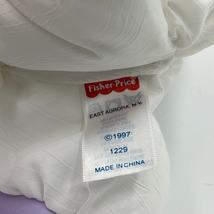 Fisher-Price
EAST AURORA, N.Y.
©1997
1229
MADE IN CHINA